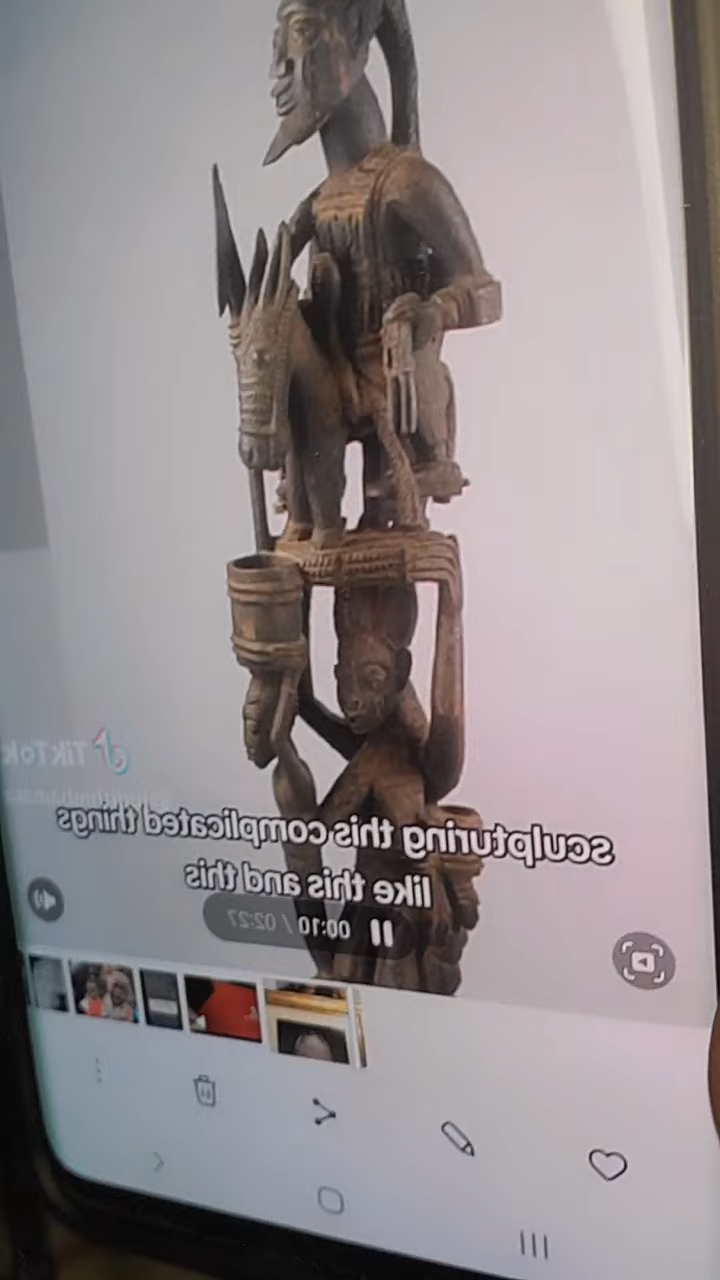 TikTok
sculpturing this complicated things
like this and this
00:10 / 02:27